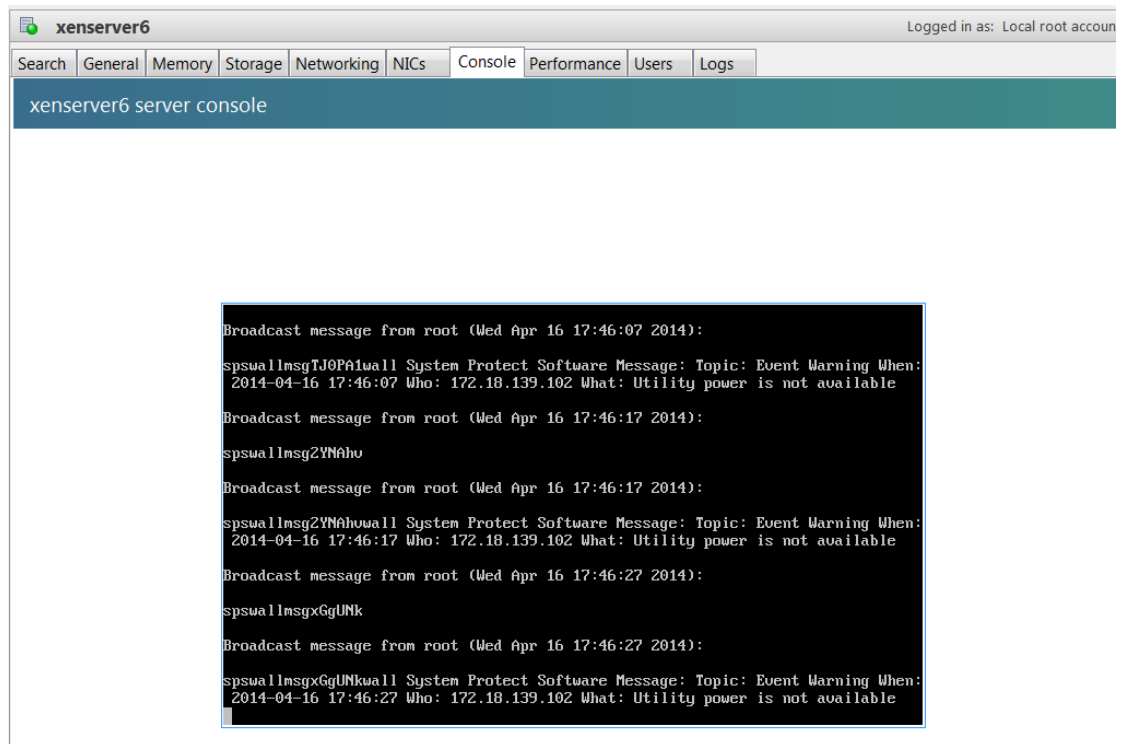 xenserver6 Logged in as: Local root accoun
Search General Memory Storage Networking NICs Console Performance Users Logs
xenserver6 server console
Broadcast message from root (Wed Apr 16 17:46:07 2014):
spswallmsgTJ0PA1wall System Protect Software Message: Topic: Event Warning When:
2014-04-16 17:46:07 Who: 172.18.139.102 What: Utility power is not available
Broadcast message from root (Wed Apr 16 17:46:17 2014):
spswallmsg2YNAhv
Broadcast message from root (Wed Apr 16 17:46:17 2014):
spswallmsg2YNAhvwall System Protect Software Message: Topic: Event Warning When:
2014-04-16 17:46:17 Who: 172.18.139.102 What: Utility power is not available
Broadcast message from root (Wed Apr 16 17:46:27 2014):
spswallmsgxGgUNk
Broadcast message from root (Wed Apr 16 17:46:27 2014):
spswallmsgxGgUNkwall System Protect Software Message: Topic: Event Warning When:
2014-04-16 17:46:27 Who: 172.18.139.102 What: Utility power is not available